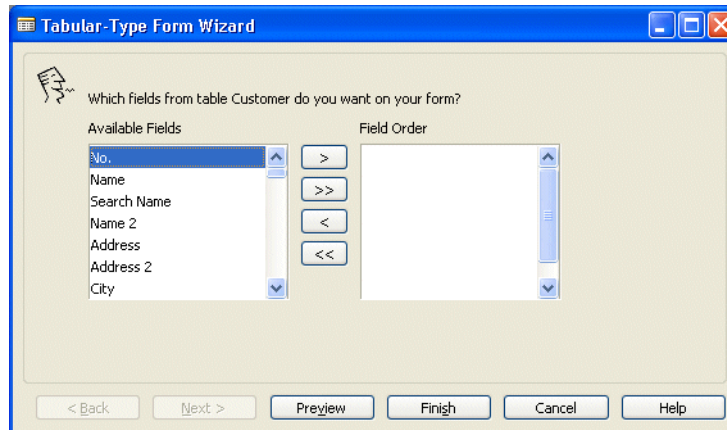 Tabular-Type Form Wizard
Which fields from table Customer do you want on your form?
Available Fields
Field Order
No.
Name
Search Name
Name 2
Address
Address 2
City
>
>>
<
<<
< Back
Next >
Preview
Finish
Cancel
Help